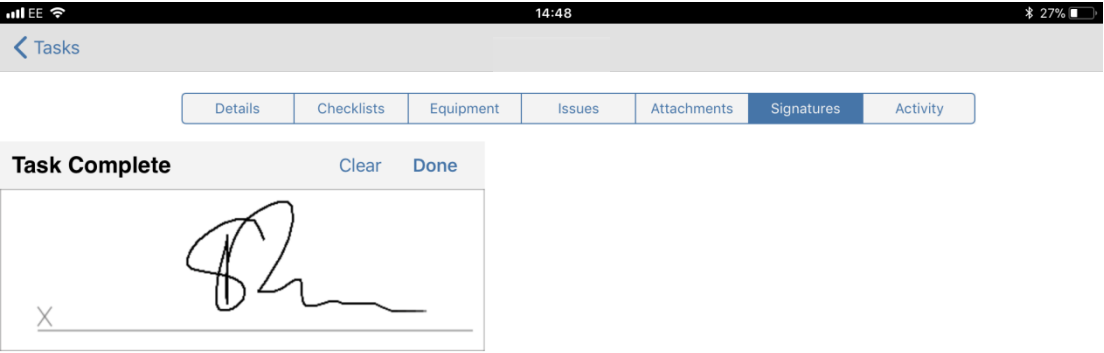 EE 14:48 27%
Tasks
Details Checklists Equipment Issues Attachments Signatures Activity
Task Complete Clear Done
X